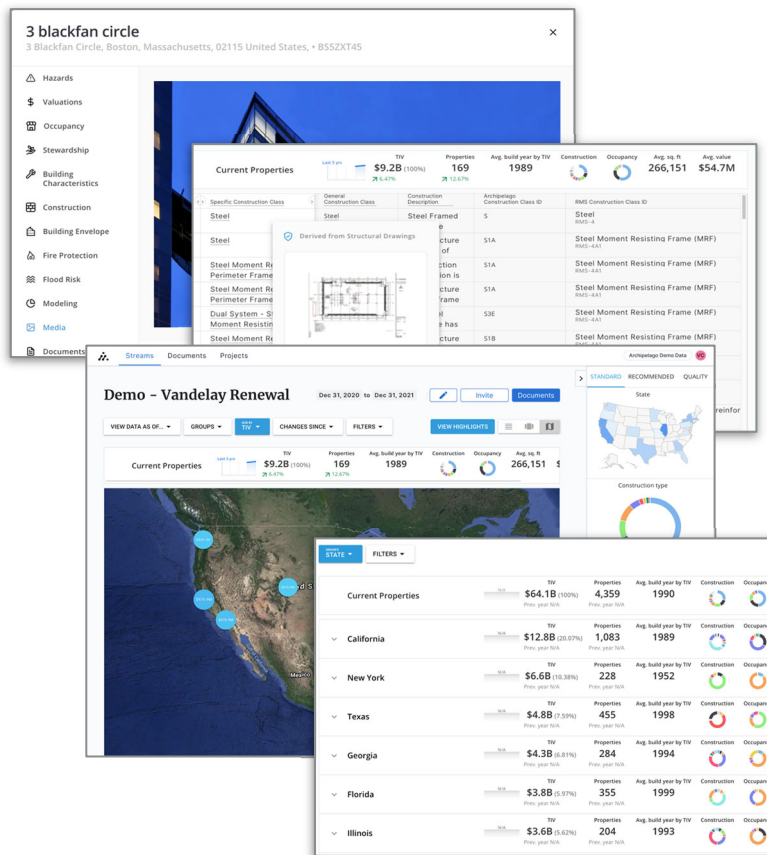 3 blackfan circle
3 Blackfan Circle, Boston, Massachusetts, 02115 United States, • BS5ZXT45
Hazards
Valuations
Occupancy
Stewardship
Building
Characteristics
Construction
Building Envelope
Fire Protection
Flood Risk
Modeling
Media
Documents
Current Properties
Last 5 yrs
TIV
$9.2B (100%)
6.47%
Properties
169
12.67%
Avg. build year by TIV
1989
Construction
Occupancy
Avg. sq. ft
266,151
Avg. value
$54.7M
Specific Construction Class
General
Construction Class
Construction
Description
Archipelago
Construction Class ID
RMS Construction Class ID
Steel
Steel
Steel Framed
S
Steel
RMS-4
Steel
S1A
Steel Moment Resisting Frame (MRF)
RMS-4A1
Steel Moment Re
Perimeter Frame
S1A
Steel Moment Resisting Frame (MRF)
RMS-4A1
Steel Moment Re
Perimeter Frame
S1A
Steel Moment Resisting Frame (MRF)
RMS-4A1
Dual System - S
Moment Resistin
has
S3E
Steel Moment Resisting Frame (MRF)
RMS-4A1
Steel Moment Re
S1B
Steel Moment Resisting Frame (MRF)
Derived from Structural Drawings
reinfor
Streams
Documents
Projects
Archipelago Demo Data
VC
Demo - Vandelay Renewal
Dec 31, 2020 to Dec 31, 2021
Invite
Documents
VIEW DATA AS OF...
GROUPS
TIV
CHANGES SINCE
FILTERS
VIEW HIGHLIGHTS
STANDARD
RECOMMENDED
QUALITY
State
Construction type
Current Properties
Last 5 yrs
TIV
$9.2B (100%)
6.47%
Properties
169
12.67%
Avg. build year by TIV
1989
Construction
Occupancy
Avg. sq. ft
266,151
$
d S
Mexico
STATE
FILTERS
Current Properties
N/A
TIV
$64.1B (100%)
Prev. year N/A
Properties
4,359
Prev. year N/A
Avg. build year by TIV
1990
Construction
Occupan
California
N/A
TIV
$12.8B (20.07%)
Prev. year N/A
Properties
1,083
Prev. year N/A
Avg. build year by TIV
1989
Construction
Occupan
New York
N/A
TIV
$6.6B (10.38%)
Prev. year N/A
Properties
228
Prev. year N/A
Avg. build year by TIV
1952
Construction
Occupan
Texas
N/A
TIV
$4.8B (7.59%)
Prev. year N/A
Properties
455
Prev. year N/A
Avg. build year by TIV
1998
Construction
Occupan
Georgia
N/A
TIV
$4.3B (6.81%)
Prev. year N/A
Properties
284
Prev. year N/A
Avg. build year by TIV
1994
Construction
Occupan
Florida
N/A
TIV
$3.8B (5.97%)
Prev. year N/A
Properties
355
Prev. year N/A
Avg. build year by TIV
1999
Construction
Occupan
Illinois
N/A
TIV
$3.6B (5.62%)
Prev. year N/A
Properties
204
Prev. year N/A
Avg. build year by TIV
1993
Construction
Occupan